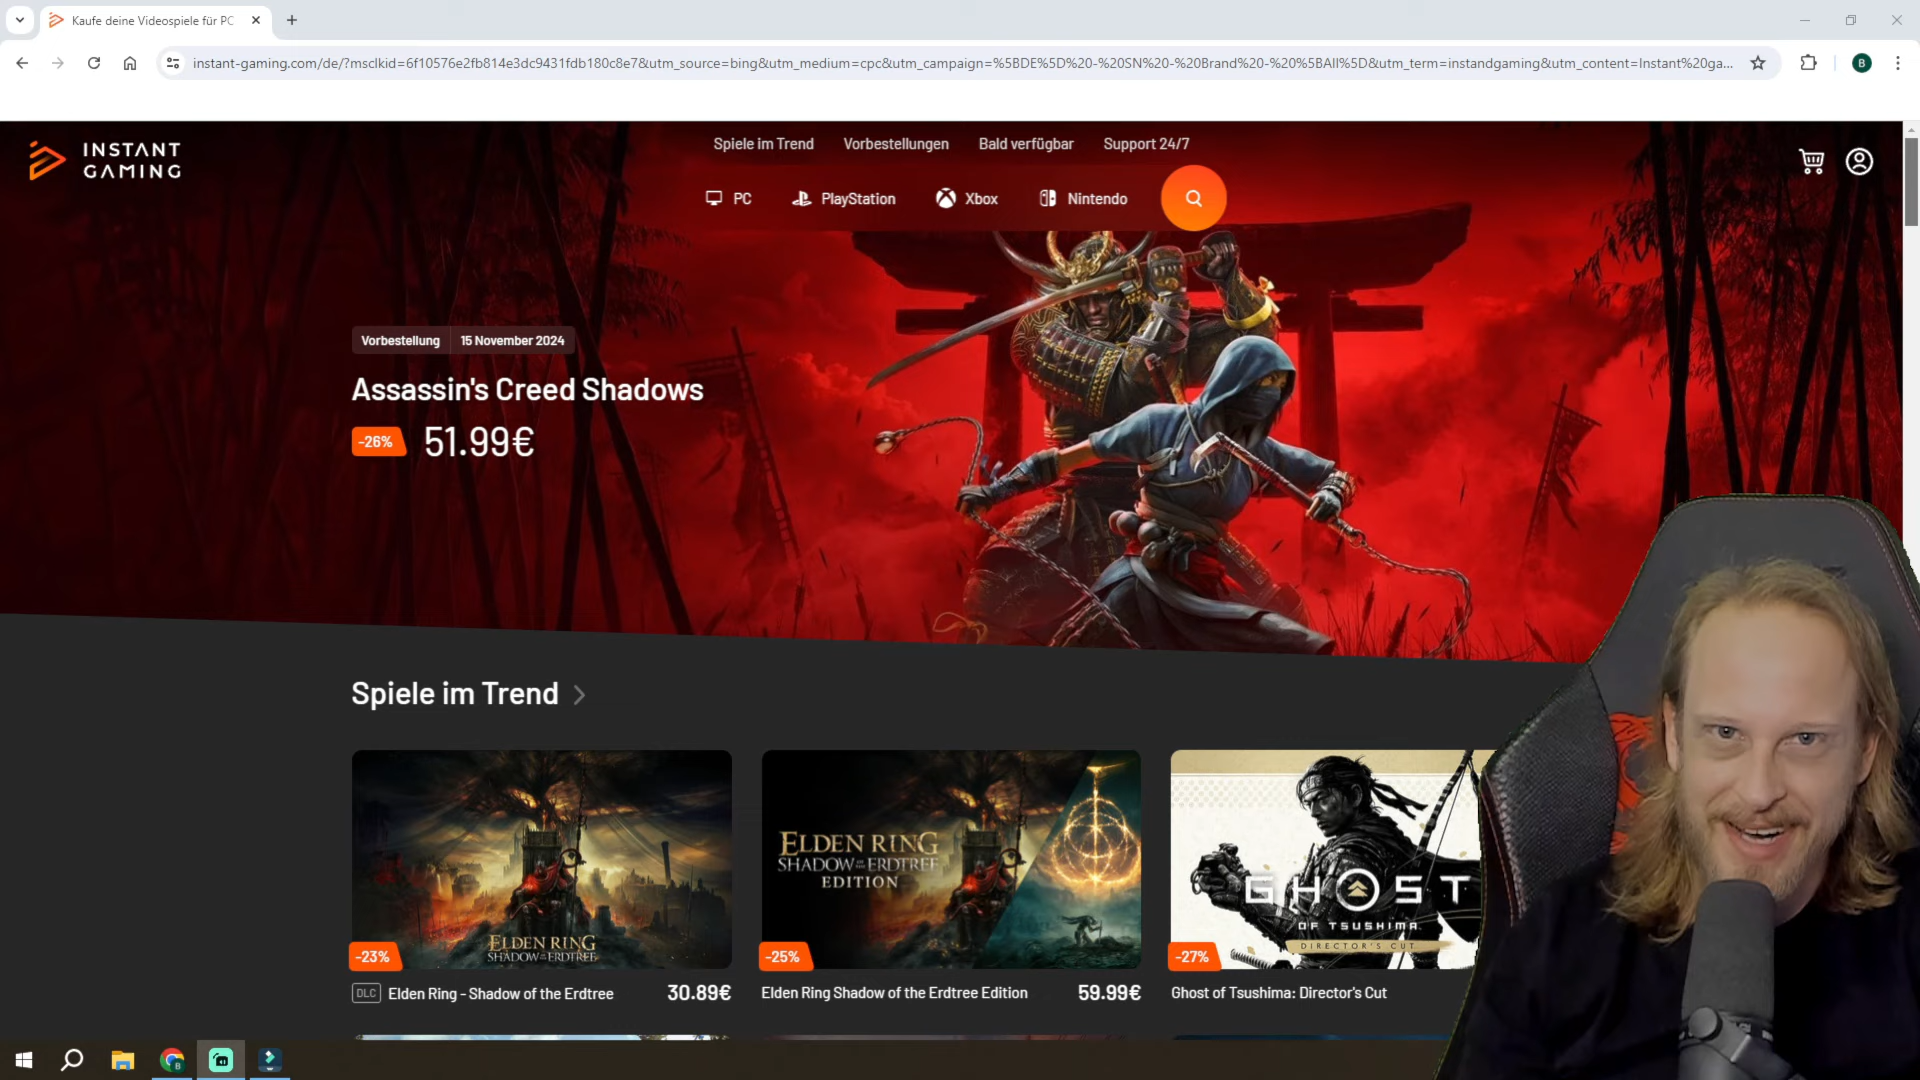 Kaufe deine Videospiele für PC
instant-gaming.com/de/?msclkid=6f10576e2fb814e3dc9431fdb180c8e7&utm_source=bing&utm_medium=cpc&utm_campaign=%5BDE%5D%20-%20SN%20-%20Brand%20-%20%5BAll%5D&utm_term=instandgaming&utm_content=Instant%20ga...
B
INSTANT
GAMING
Spiele im Trend
Vorbestellungen
Bald verfügbar
Support 24/7
PC
PlayStation
Xbox
Nintendo
Vorbestellung
15 November 2024
Assassin's Creed Shadows
-26%
51.99€
Spiele im Trend
ELDEN RING
SHADOW OF THE ERDTREE
-23%
DLC
Elden Ring - Shadow of the Erdtree
30.89€
ELDEN RING
SHADOW OF THE ERDTREE
EDITION
-25%
Elden Ring Shadow of the Erdtree Edition
59.99€
GHOST
OF TSUSHIMA
DIRECTOR'S CUT
-27%
Ghost of Tsushima: Director's Cut